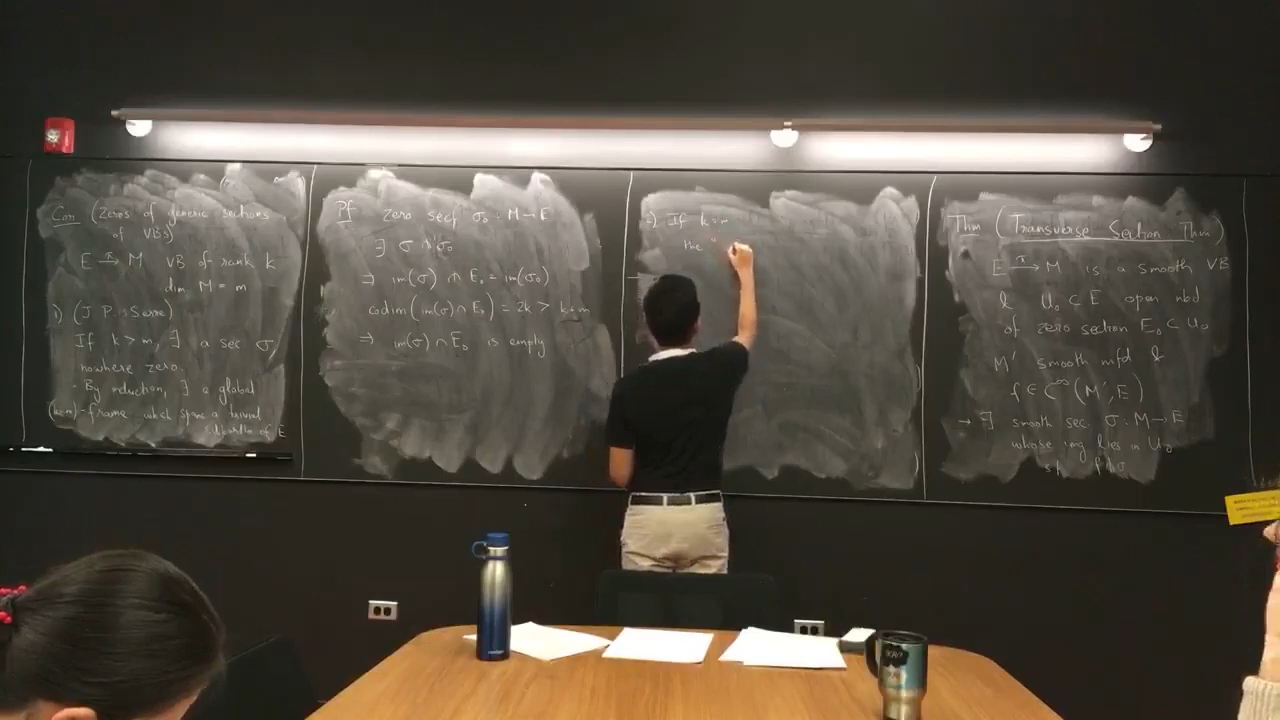 Cor (Zeros of generic sections
of VBs)
E →π M VB of rank k
dim M = m
1) (J P. Serre)
If k > m, ∃ a sec σ
nowhere zero.
- By induction, ∃ a global
(k-m)-frame which spans a trivial
subbundle of E
Pf zero sect σ₀ : M → E
∃ σ ⋔ σ₀
⇒ im(σ) ⋔ E₀ = im(σ₀)
codim(im(σ) ∩ E₀) = 2k > k+m
⇒ im(σ) ∩ E₀ is empty
2) If k = m
the "
Thm (Transverse Section Thm)
E →π M is a smooth VB
& U₀ ⊂ E open nbd
of zero section E₀ ⊂ U₀
M' smooth mfd &
f ∈ C^∞(M', E)
→ ∃ smooth sec. σ : M → E
whose img lies in U₀
f ⋔ σ